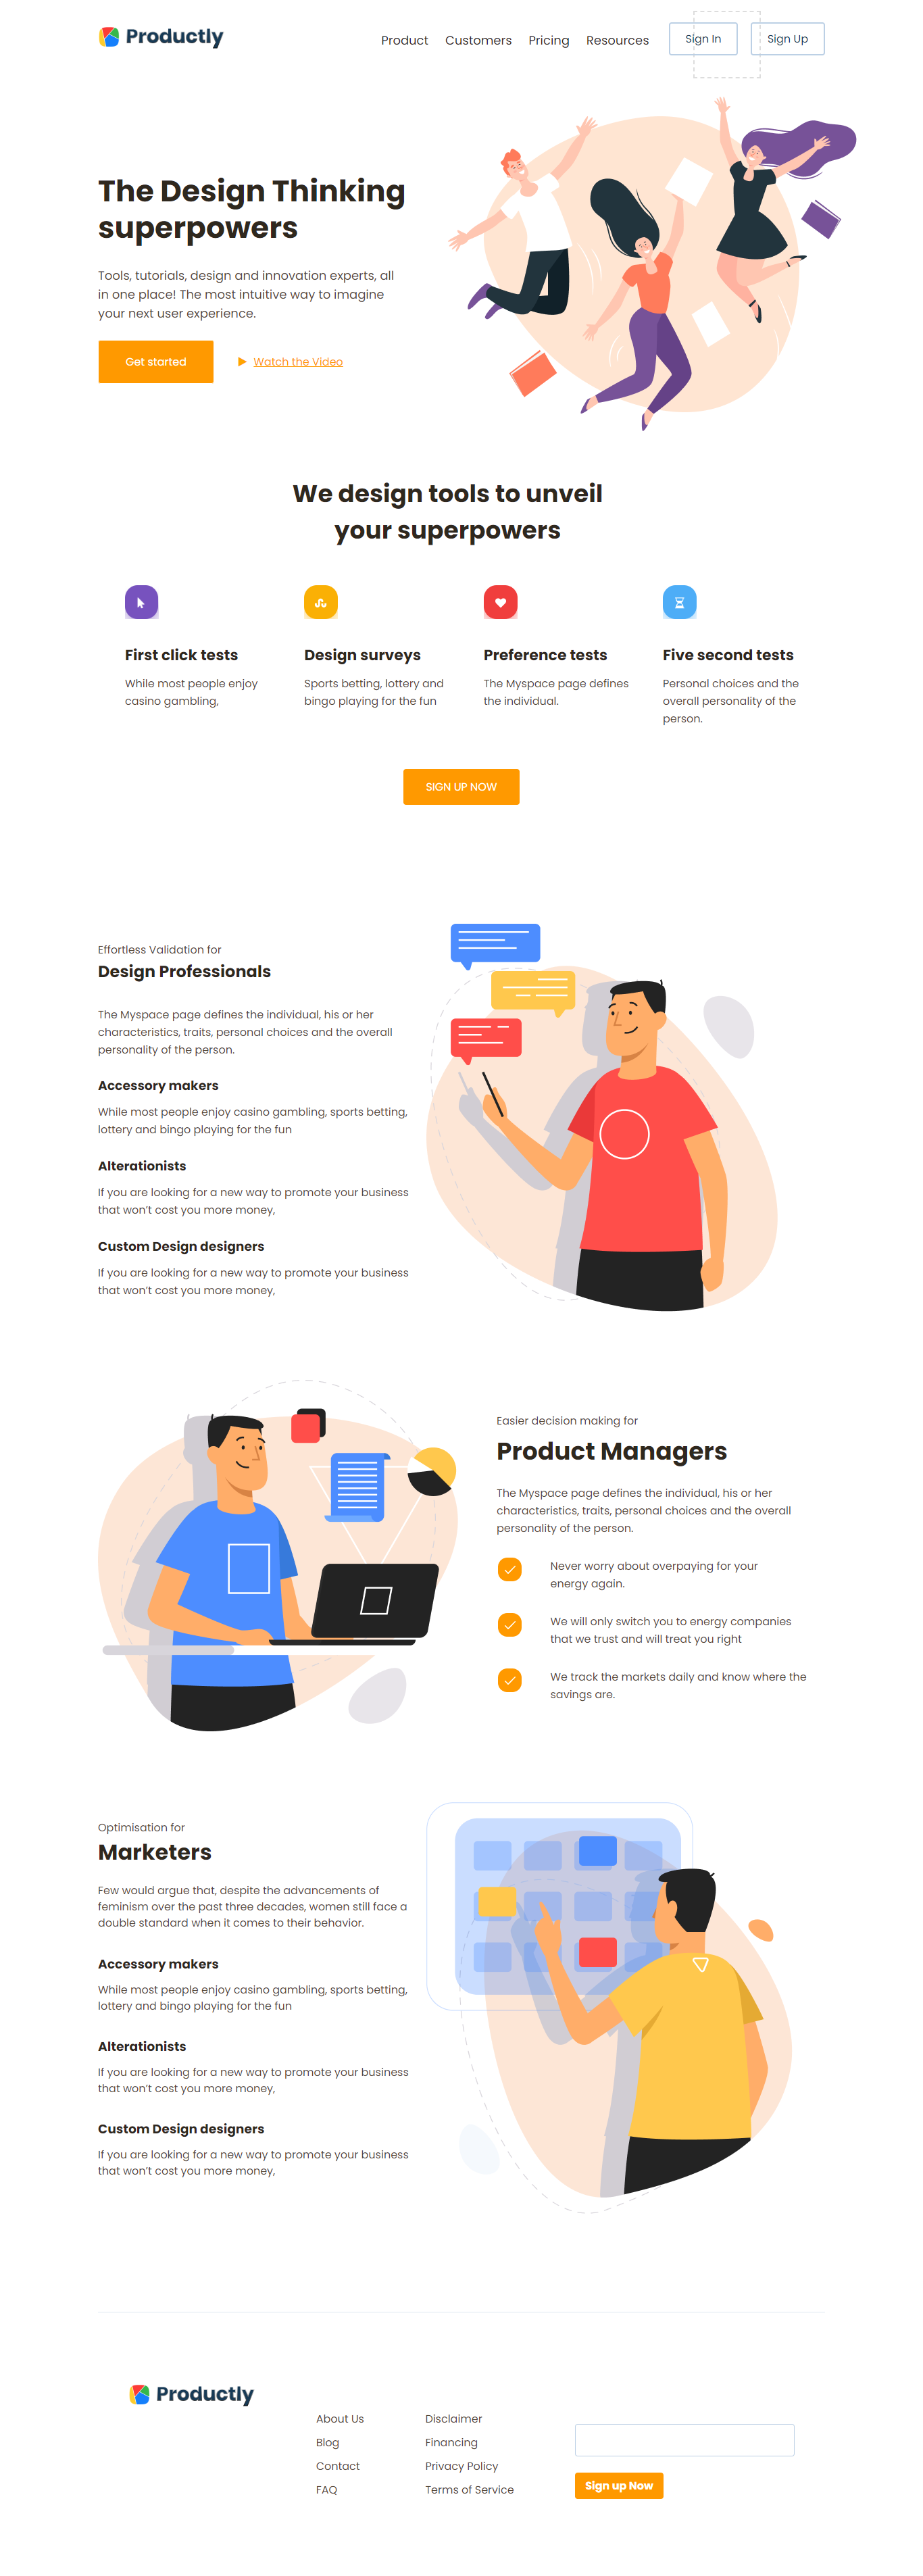 Productly
Product Customers Pricing Resources Sign In Sign Up
The Design Thinking
superpowers
Tools, tutorials, design and innovation experts, all
in one place! The most intuitive way to imagine
your next user experience.
Get started
Watch the Video
We design tools to unveil
your superpowers
First click tests
While most people enjoy
casino gambling,
Design surveys
Sports betting, lottery and
bingo playing for the fun
Preference tests
The Myspace page defines
the individual.
Five second tests
Personal choices and the
overall personality of the
person.
SIGN UP NOW
Effortless Validation for
Design Professionals
The Myspace page defines the individual, his or her
characteristics, traits, personal choices and the overall
personality of the person.
Accessory makers
While most people enjoy casino gambling, sports betting,
lottery and bingo playing for the fun
Alterationists
If you are looking for a new way to promote your business
that won't cost you more money,
Custom Design designers
If you are looking for a new way to promote your business
that won't cost you more money,
Easier decision making for
Product Managers
The Myspace page defines the individual, his or her
characteristics, traits, personal choices and the overall
personality of the person.
Never worry about overpaying for your
energy again.
We will only switch you to energy companies
that we trust and will treat you right
We track the markets daily and know where the
savings are.
Optimisation for
Marketers
Few would argue that, despite the advancements of
feminism over the past three decades, women still face a
double standard when it comes to their behavior.
Accessory makers
While most people enjoy casino gambling, sports betting,
lottery and bingo playing for the fun
Alterationists
If you are looking for a new way to promote your business
that won't cost you more money,
Custom Design designers
If you are looking for a new way to promote your business
that won't cost you more money,
Productly
About Us
Blog
Contact
FAQ
Disclaimer
Financing
Privacy Policy
Terms of Service
Sign up Now